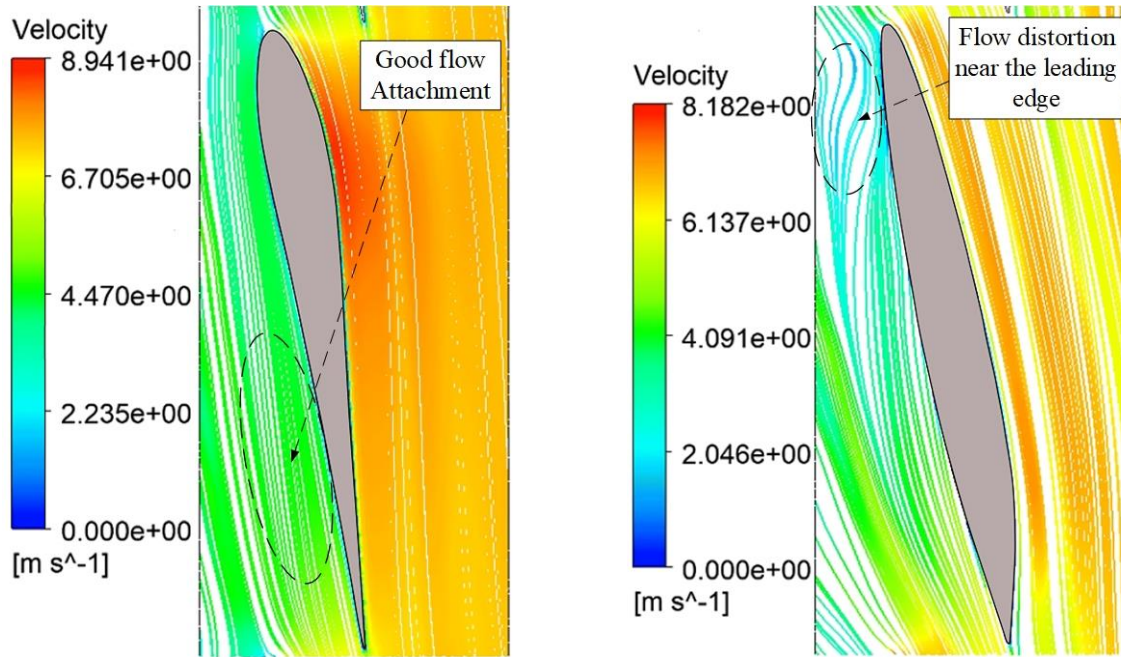 Velocity
8.941e+00
6.705e+00
4.470e+00
2.235e+00
0.000e+00
[m s^-1]
Good flow
Attachment
Velocity
8.182e+00
6.137e+00
4.091e+00
2.046e+00
0.000e+00
[m s^-1]
Flow distortion
near the leading
edge